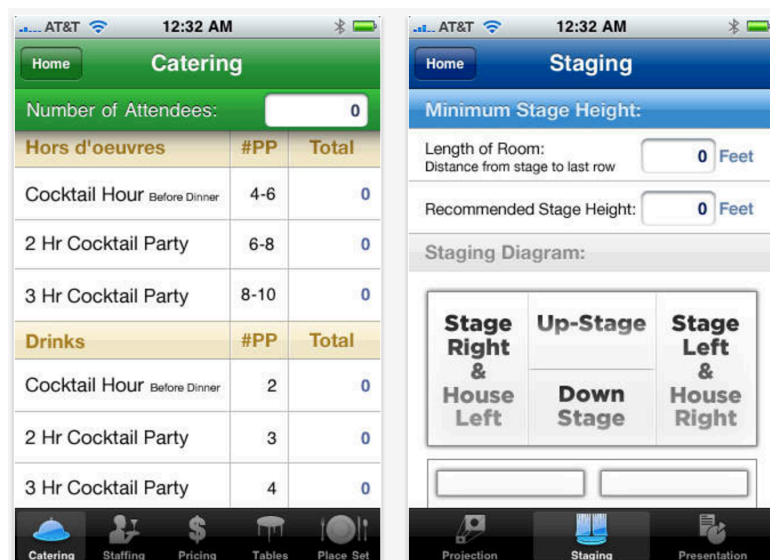 AT&T 12:32 AM
Home Catering
Number of Attendees: 0
Hors d'oeuvres #PP Total
Cocktail Hour Before Dinner 4-6 0
2 Hr Cocktail Party 6-8 0
3 Hr Cocktail Party 8-10 0
Drinks #PP Total
Cocktail Hour Before Dinner 2 0
2 Hr Cocktail Party 3 0
3 Hr Cocktail Party 4 0
Catering Staffing Pricing Tables Place Set
AT&T 12:32 AM
Home Staging
Minimum Stage Height:
Length of Room: 0 Feet
Distance from stage to last row
Recommended Stage Height: 0 Feet
Staging Diagram:
Stage Right & House Left
Up-Stage
Down Stage
Stage Left & House Right
Projection Staging Presentation